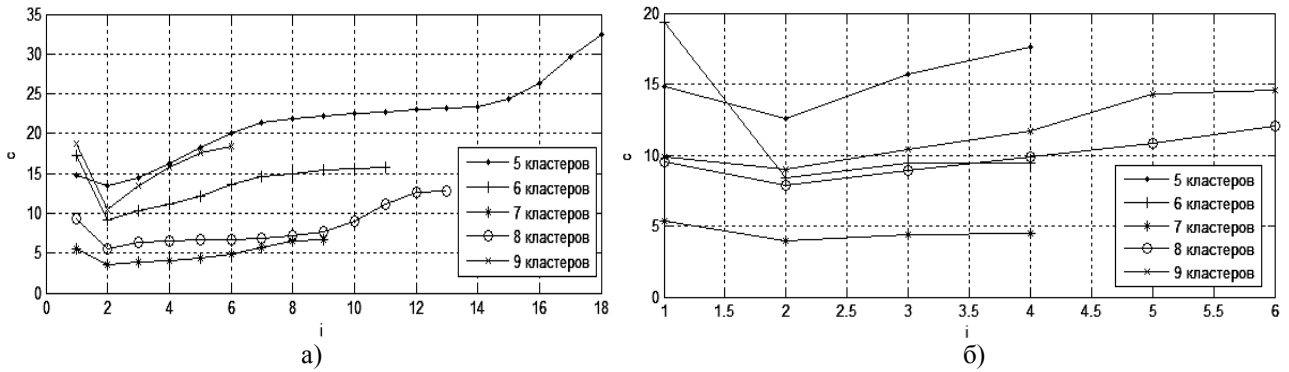 35
30
25
20
15
10
5
0
c
0 2 4 6 8 10 12 14 16 18
i
5 кластеров
6 кластеров
7 кластеров
8 кластеров
9 кластеров
а)
20
15
10
5
0
c
1 1.5 2 2.5 3 3.5 4 4.5 5 5.5 6
i
5 кластеров
6 кластеров
7 кластеров
8 кластеров
9 кластеров
б)